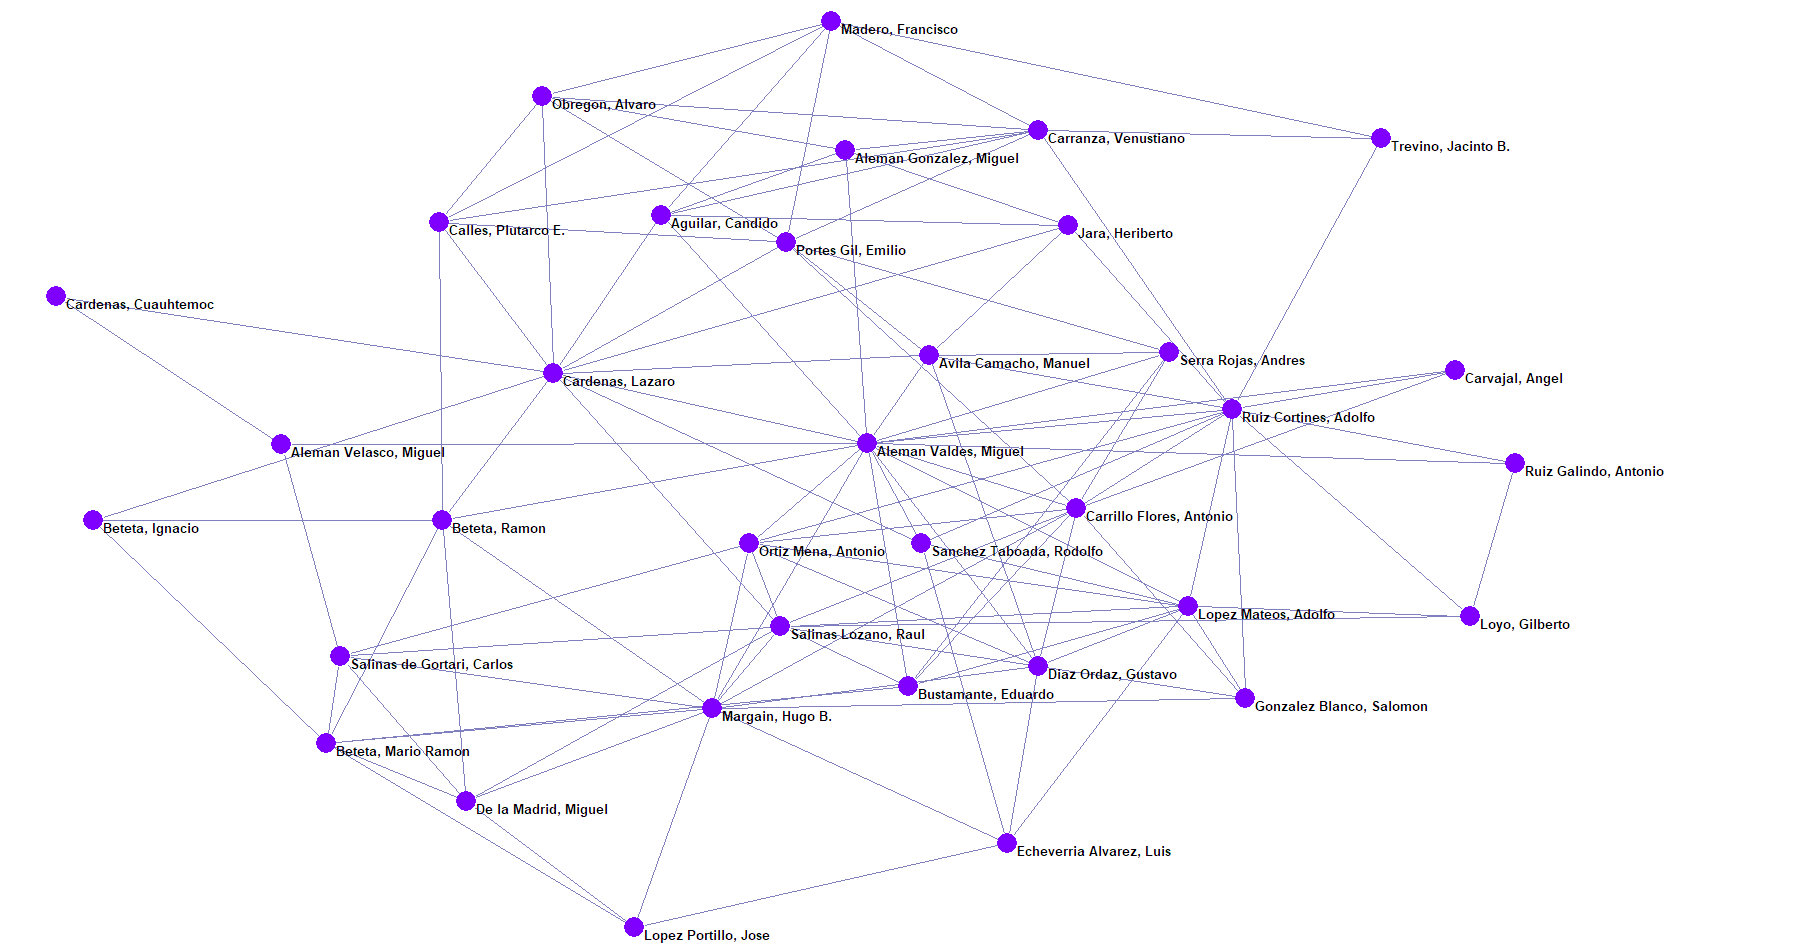 Madero, Francisco
Obregon, Alvaro
Carranza, Venustiano
Trevino, Jacinto B.
Aleman Gonzalez, Miguel
Aguilar, Candido
Calles, Plutarco E.
Jara, Heriberto
Portes Gil, Emilio
Cardenas, Cuauhtemoc
Serra Rojas, Andres
Avila Camacho, Manuel
Carvajal, Angel
Cardenas, Lazaro
Ruiz Cortines, Adolfo
Aleman Velasco, Miguel
Aleman Valdes, Miguel
Ruiz Galindo, Antonio
Carrillo Flores, Antonio
Beteta, Ignacio
Beteta, Ramon
Ortiz Mena, Antonio
Sanchez Taboada, Rodolfo
Lopez Mateos, Adolfo
Loyo, Gilberto
Salinas Lozano, Raul
Salinas de Gortari, Carlos
Diaz Ordaz, Gustavo
Bustamante, Eduardo
Gonzalez Blanco, Salomon
Margain, Hugo B.
Beteta, Mario Ramon
De la Madrid, Miguel
Echeverria Alvarez, Luis
Lopez Portillo, Jose